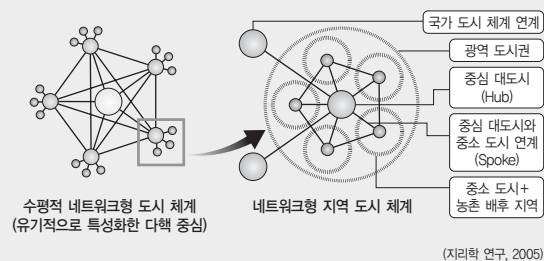 국가 도시 체계 연계
광역 도시권
중심 대도시
(Hub)
중심 대도시와
중소 도시 연계
(Spoke)
중소 도시+
농촌 배후 지역
수평적 네트워크형 도시 체계
(유기적으로 특성화한 다핵 중심)
네트워크형 지역 도시 체계
(지리학 연구, 2005)